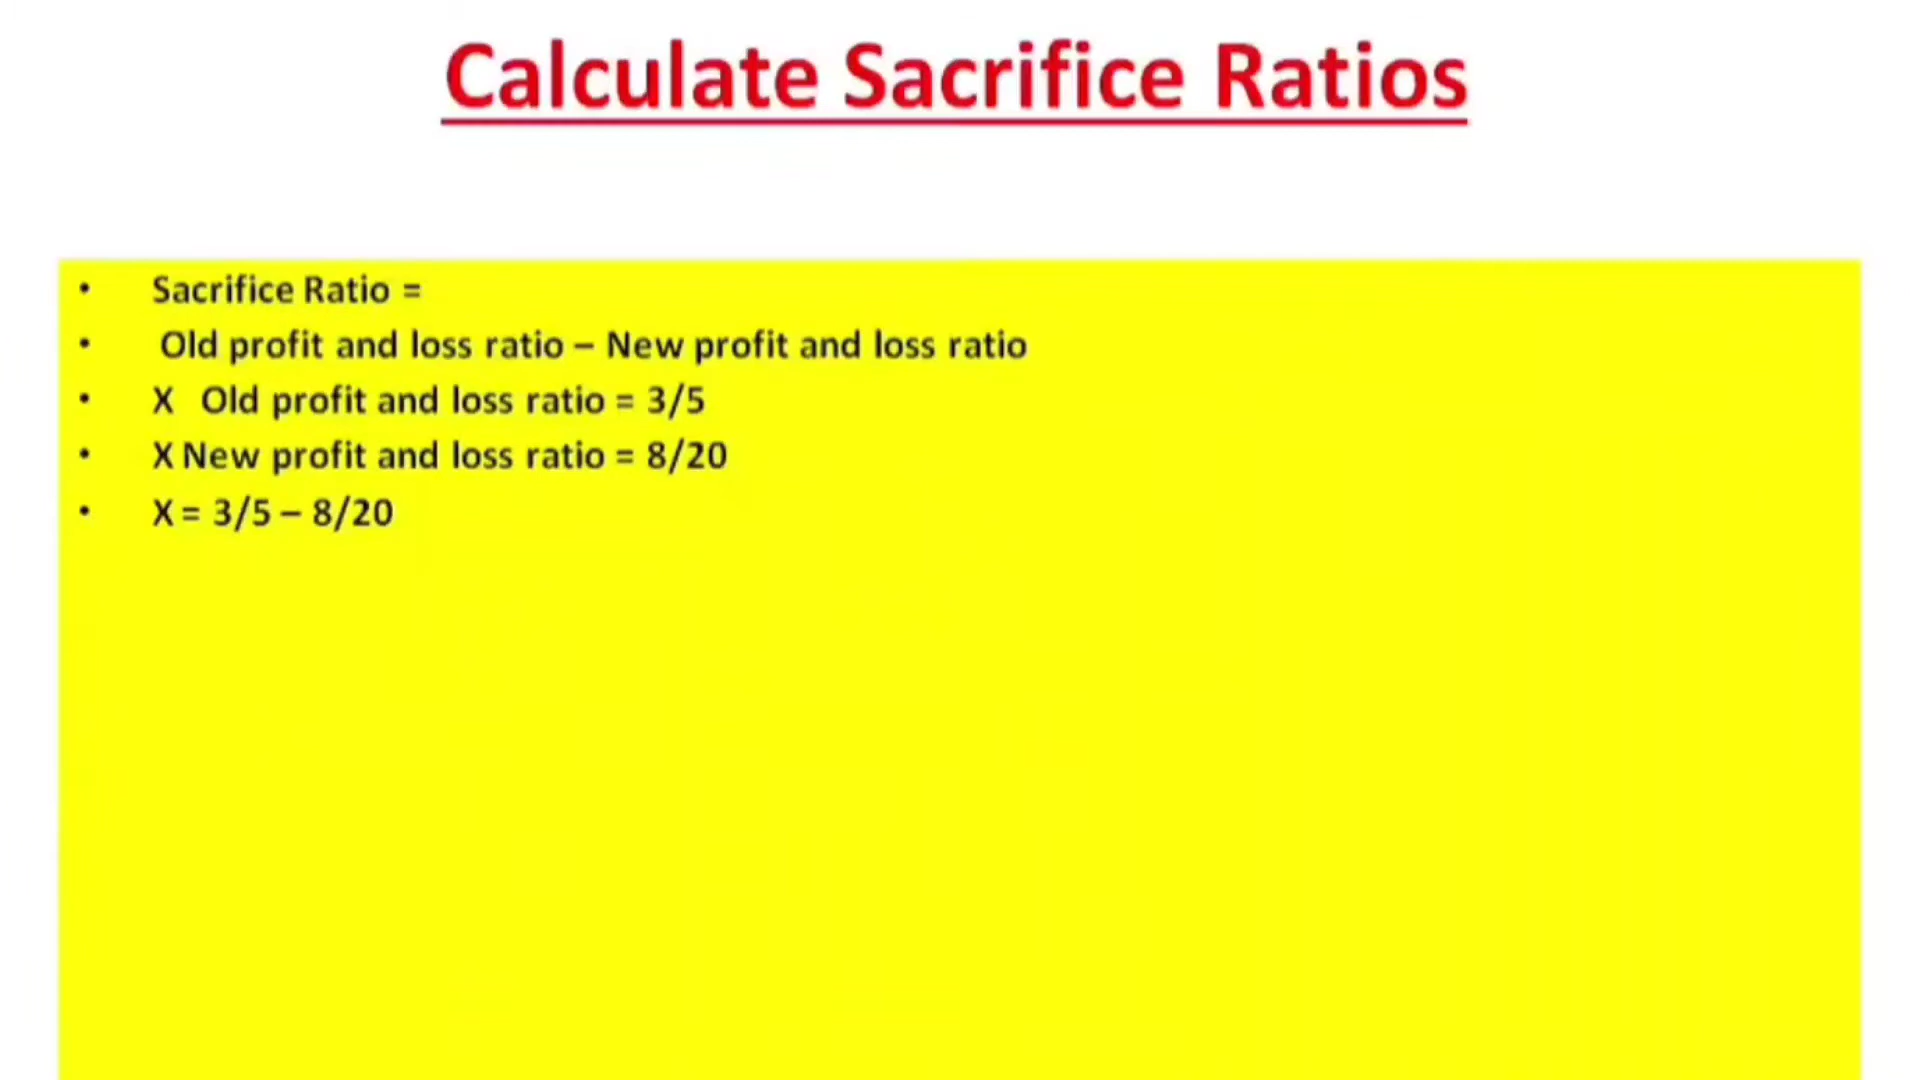 Calculate Sacrifice Ratios
• Sacrifice Ratio =
• Old profit and loss ratio – New profit and loss ratio
• X Old profit and loss ratio = 3/5
• X New profit and loss ratio = 8/20
• X = 3/5 – 8/20